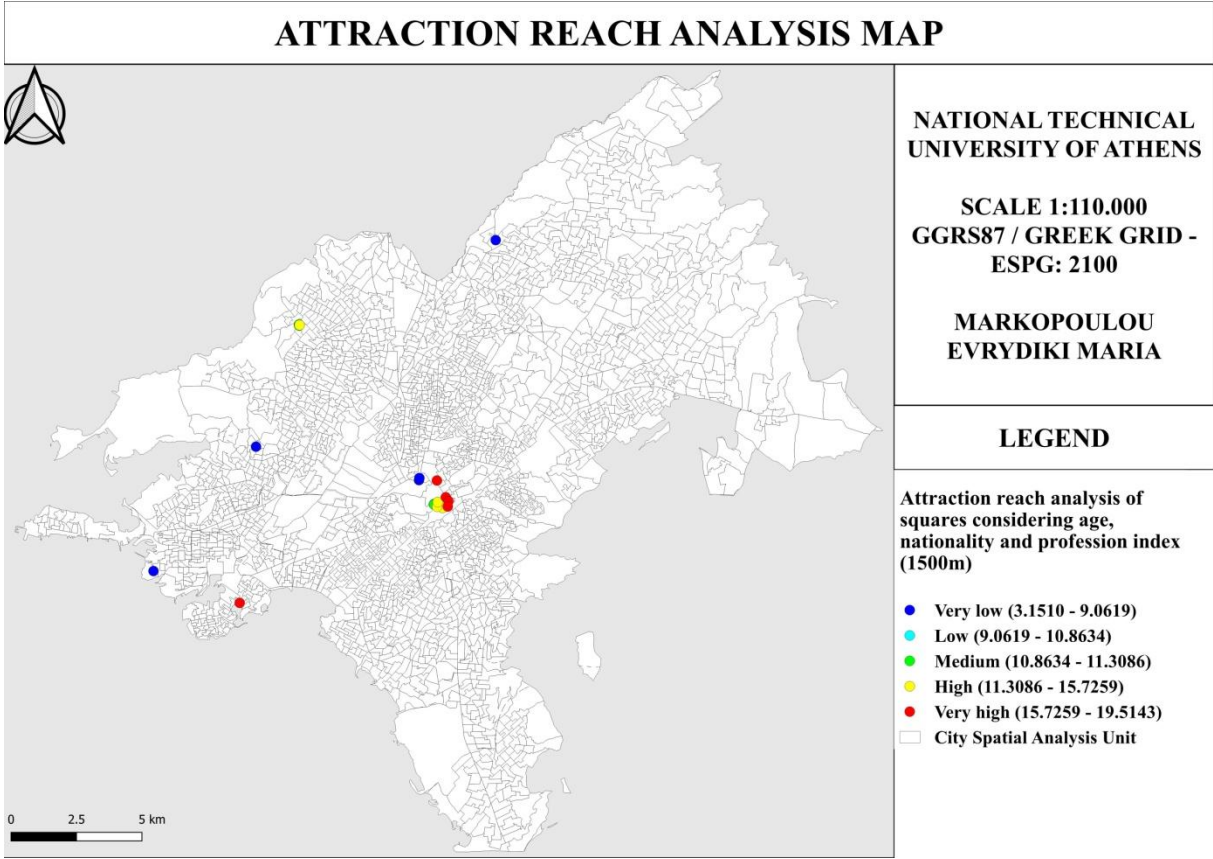 ATTRACTION REACH ANALYSIS MAP
NATIONAL TECHNICAL
UNIVERSITY OF ATHENS
SCALE 1:110.000
GGRS87 / GREEK GRID -
ESPG: 2100
MARKOPOULOU
EVRYDIKI MARIA
LEGEND
Attraction reach analysis of
squares considering age,
nationality and profession index
(1500m)
Very low (3.1510 - 9.0619)
Low (9.0619 - 10.8634)
Medium (10.8634 - 11.3086)
High (11.3086 - 15.7259)
Very high (15.7259 - 19.5143)
City Spatial Analysis Unit
0 2.5 5 km